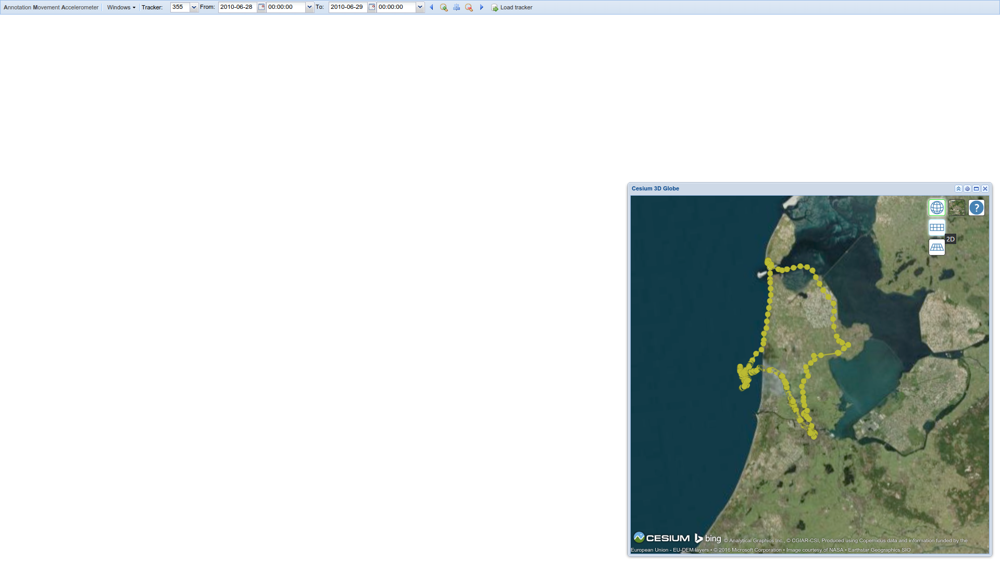 Annotation Movement Accelerometer Windows Tracker: 355 From: 2010-06-28 00:00:00 To: 2010-06-29 00:00:00 Load tracker
Cesium 3D Globe
?
2D
CESIUM bing © Analytical Graphics Inc., © CGIAR-CSI, Produced using Copernicus data and information funded by the
European Union - EU-DEM layers • © 2016 Microsoft Corporation • Image courtesy of NASA • Earthstar Geographics SIO